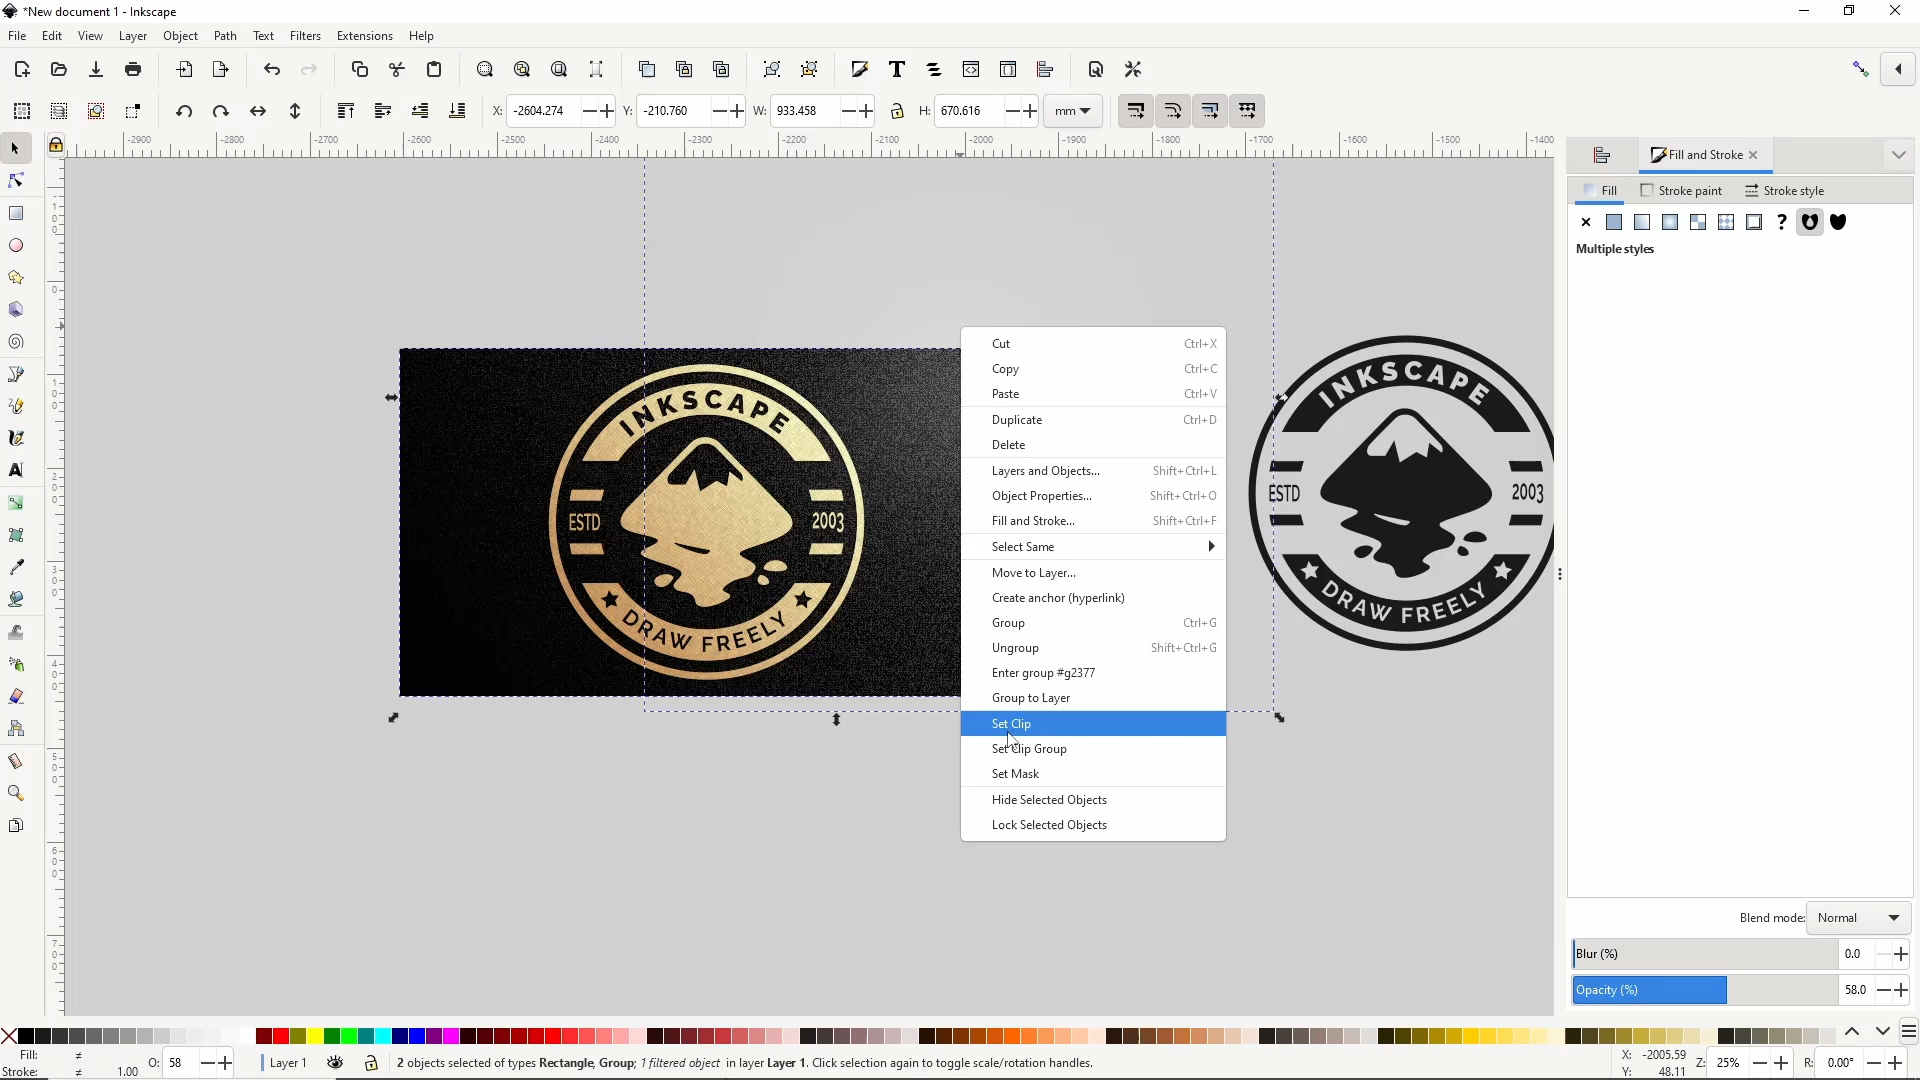 *New document 1 - Inkscape
File Edit View Layer Object Path Text Filters Extensions Help
X: -2604.274 Y: -210.760 W: 933.458 H: 670.616 mm
-2900 -2800 -2700 -2600 -2500 -2400 -2300 -2200 -2100 -2000 -1900 -1800 -1700 -1600 -1500 -1400
Fill and Stroke
Fill Stroke paint Stroke style
Multiple styles
INKSCAPE
ESTD 2003
DRAW FREELY
Cut Ctrl+X
Copy Ctrl+C
Paste Ctrl+V
Duplicate Ctrl+D
Delete
Layers and Objects... Shift+Ctrl+L
Object Properties... Shift+Ctrl+O
Fill and Stroke... Shift+Ctrl+F
Select Same
Move to Layer...
Create anchor (hyperlink)
Group Ctrl+G
Ungroup Shift+Ctrl+G
Enter group #g2377
Group to Layer
Set Clip
Set Clip Group
Set Mask
Hide Selected Objects
Lock Selected Objects
INKSCAPE
ESTD 2003
DRAW FREELY
Blend mode: Normal
Blur (%) 0.0
Opacity (%) 58.0
Fill: ≠
Stroke: ≠ 1.00 O: 58
Layer 1
2 objects selected of types Rectangle, Group; 1 filtered object in layer Layer 1. Click selection again to toggle scale/rotation handles.
X: -2005.59
Y: 48.11
Z: 25%
R: 0.00°